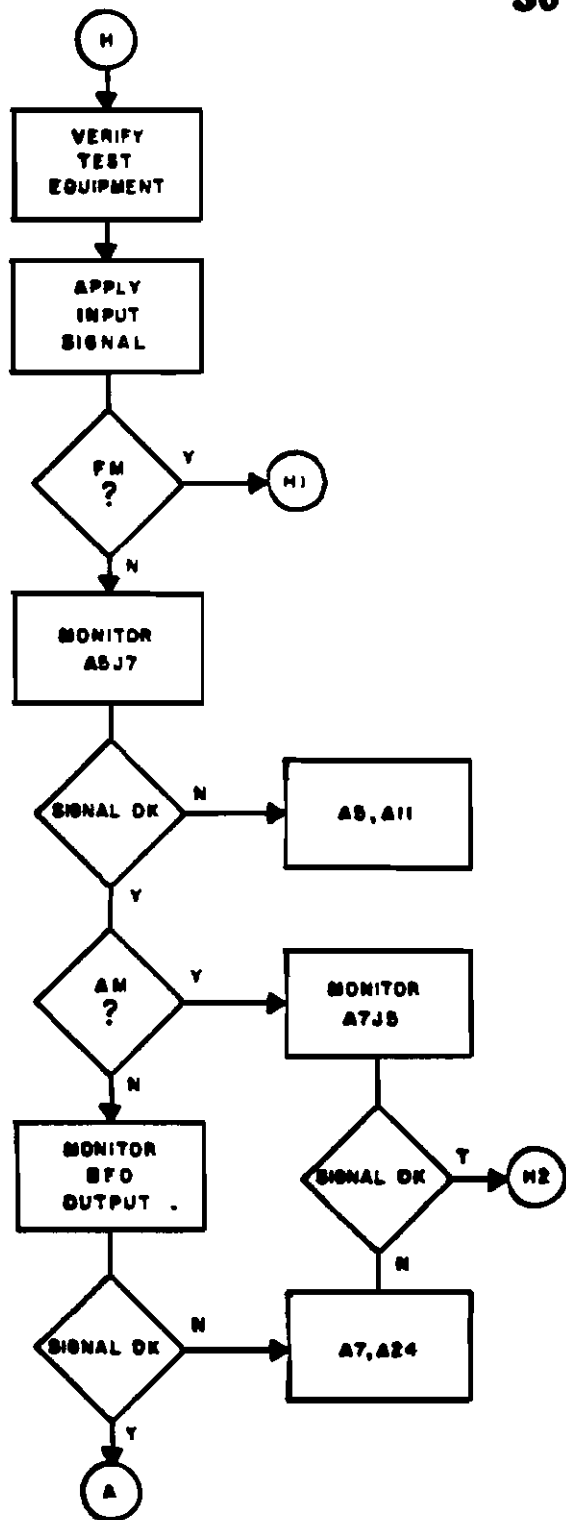 H
VERIFY
TEST
EQUIPMENT
APPLY
INPUT
SIGNAL
FM
?
Y
H1
N
MONITOR
A5J7
SIGNAL OK
N
A5, A11
Y
AM
?
Y
MONITOR
A7J5
N
MONITOR
BFO
OUTPUT
SIGNAL OK
Y
H2
N
SIGNAL OK
N
A7, A24
Y
A